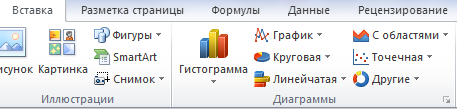 Вставка Разметка страницы Формулы Данные Рецензирование
Фигуры График С областями
SmartArt Круговая Точечная
Картинка Снимок Гистограмма Линейчатая Другие
Иллюстрации Диаграммы